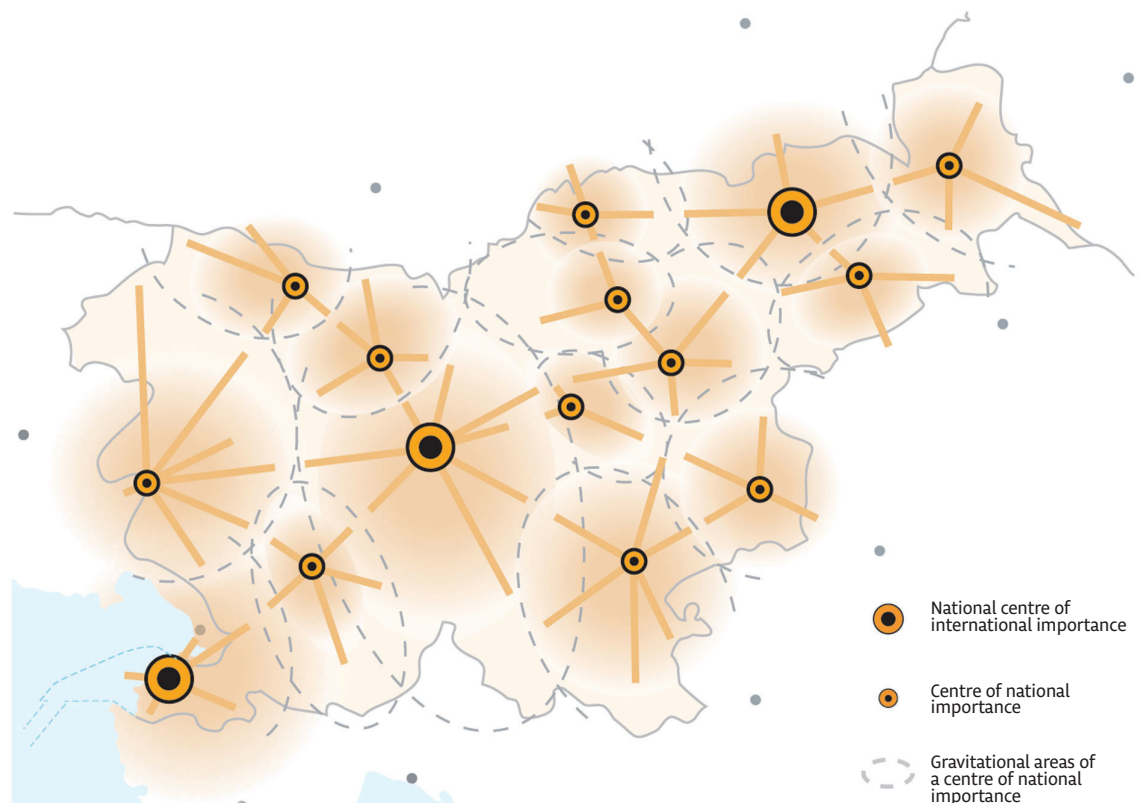 National centre of
international importance
Centre of national
importance
Gravitational areas of
a centre of national
importance